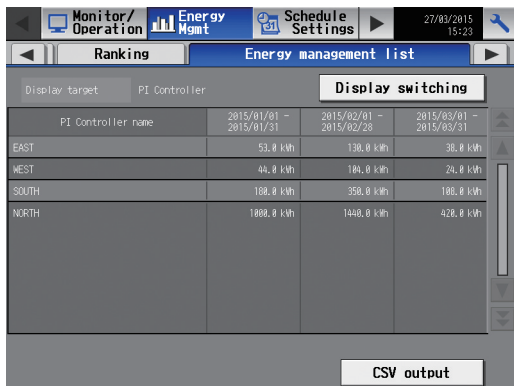 Monitor/
Operation
Energy
Mgmt
31
Schedule
Settings
27/03/2015
15:23
Ranking
Energy management list
Display target
PI Controller
Display switching
PI Controller name
2015/01/01 -
2015/01/31
2015/02/01 -
2015/02/28
2015/03/01 -
2015/03/31
EAST 53.0 kWh 130.0 kWh 38.0 kWh
WEST 44.0 kWh 104.0 kWh 24.0 kWh
SOUTH 180.0 kWh 350.0 kWh 108.0 kWh
NORTH 1000.0 kWh 1440.0 kWh 420.0 kWh
CSV output